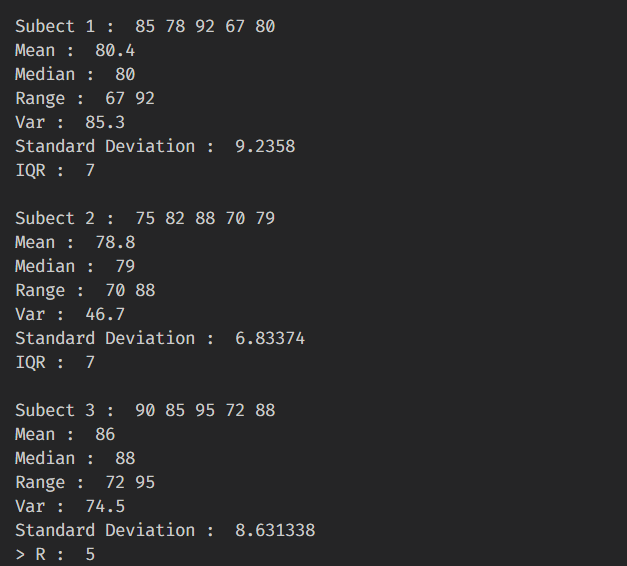 Subect 1 :  85 78 92 67 80
Mean :  80.4
Median :  80
Range :  67 92
Var :  85.3
Standard Deviation :  9.2358
IQR :  7
Subect 2 :  75 82 88 70 79
Mean :  78.8
Median :  79
Range :  70 88
Var :  46.7
Standard Deviation :  6.83374
IQR :  7
Subect 3 :  90 85 95 72 88
Mean :  86
Median :  88
Range :  72 95
Var :  74.5
Standard Deviation :  8.631338
> R :  5